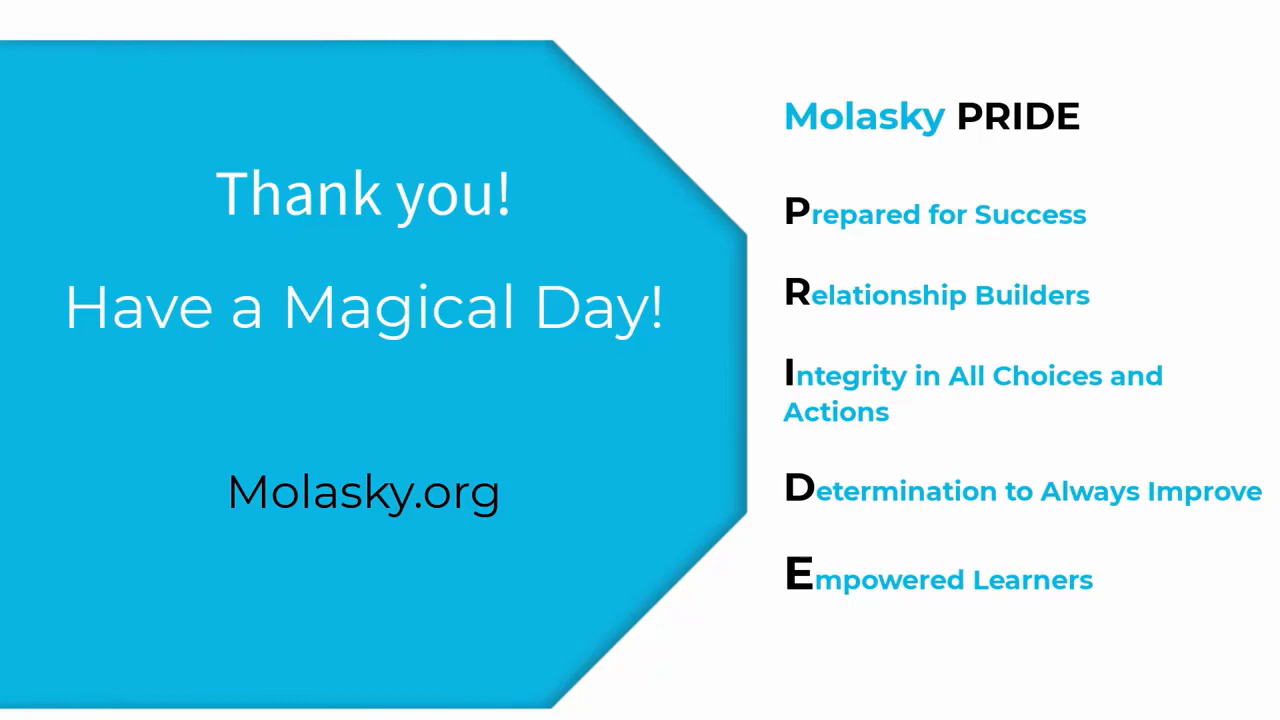 Thank you!
Have a Magical Day!
Molasky.org
Molasky PRIDE
Prepared for Success
Relationship Builders
Integrity in All Choices and
Actions
Determination to Always Improve
Empowered Learners